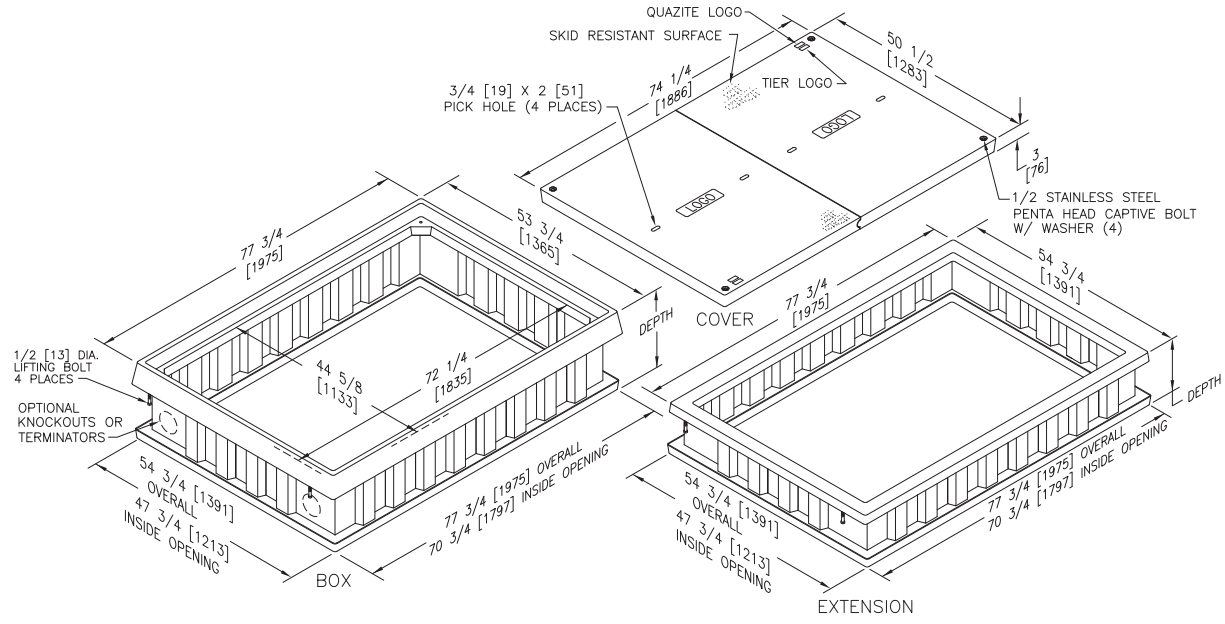 QUAZITE LOGO
SKID RESISTANT SURFACE
TIER LOGO
50 1/2
[1283]
74 1/4
[1886]
3/4 [19] X 2 [51]
PICK HOLE (4 PLACES)
LOGO
LOGO
3
[76]
1/2 STAINLESS STEEL
PENTA HEAD CAPTIVE BOLT
W/ WASHER (4)
COVER
77 3/4
[1975]
53 3/4
[1365]
DEPTH
1/2 [13] DIA.
LIFTING BOLT
4 PLACES
OPTIONAL
KNOCKOUTS OR
TERMINATORS
44 5/8
[1133]
72 1/4
[1835]
54 3/4 [1391]
OVERALL
47 3/4 [1213]
INSIDE OPENING
77 3/4 [1975] OVERALL
70 3/4 [1797] INSIDE OPENING
BOX
77 3/4
[1975]
54 3/4
[1391]
DEPTH
54 3/4 [1391]
OVERALL
47 3/4 [1213]
INSIDE OPENING
77 3/4 [1975] OVERALL
70 3/4 [1797] INSIDE OPENING
EXTENSION